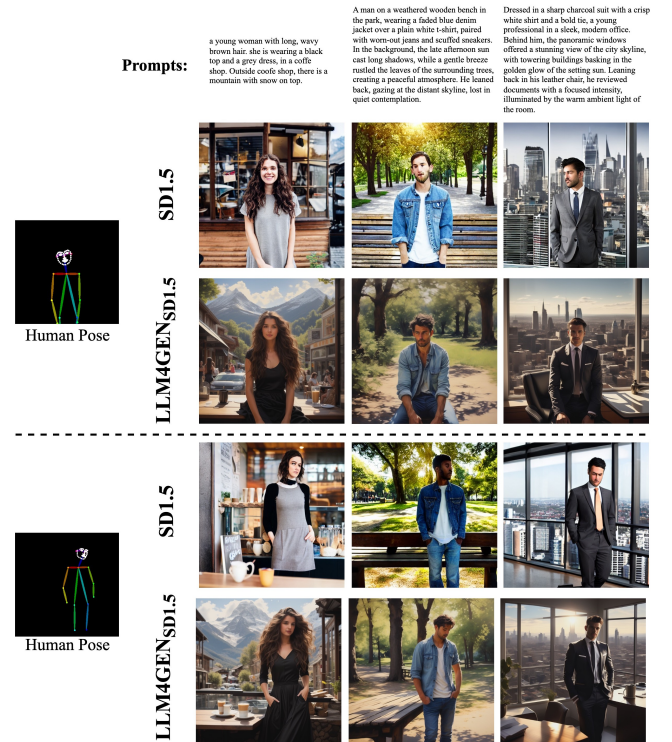 Prompts:
a young woman with long, wavy
brown hair. she is wearing a black
top and a grey dress, in a coffe
shop. Outside coofe shop, there is a
mountain with snow on top.
A man on a weathered wooden bench in
the park, wearing a faded blue denim
jacket over a plain white t-shirt, paired
with worn-out jeans and scuffed sneakers.
In the background, the late afternoon sun
cast long shadows, while a gentle breeze
rustled the leaves of the surrounding trees,
creating a peaceful atmosphere. He leaned
back, gazing at the distant skyline, lost in
quiet contemplation.
Dressed in a sharp charcoal suit with a crisp
white shirt and a bold tie, a young
professional in a sleek, modern office.
Behind him, the panoramic windows
offered a stunning view of the city skyline,
with towering buildings basking in the
golden glow of the setting sun. Leaning
back in his leather chair, he reviewed
documents with a focused intensity,
illuminated by the warm ambient light of
the room.
SD1.5
Human Pose
LLM4GEN SD1.5
SD1.5
Human Pose
LLM4GEN SD1.5